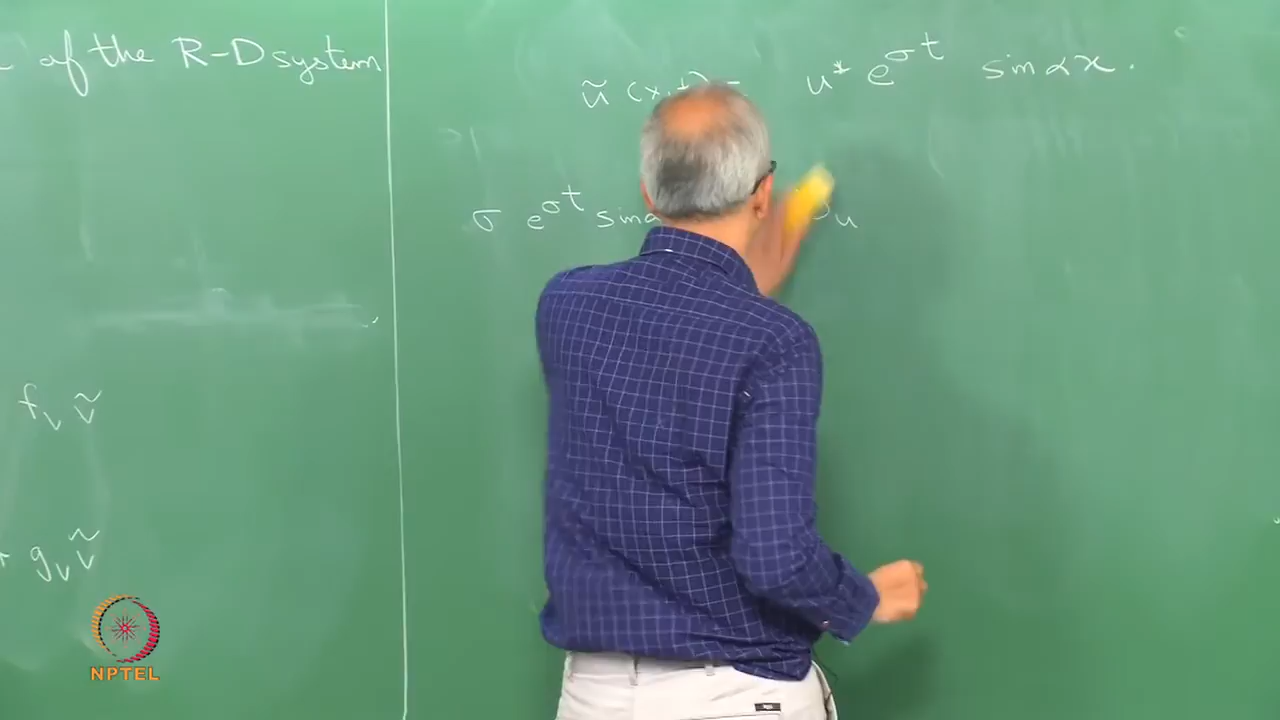 of the R-D system
ũ (x,t) = u* e^σt sin αx.
σ e^σt sin α
u
f_v ṽ
+ g_v ṽ
NPTEL